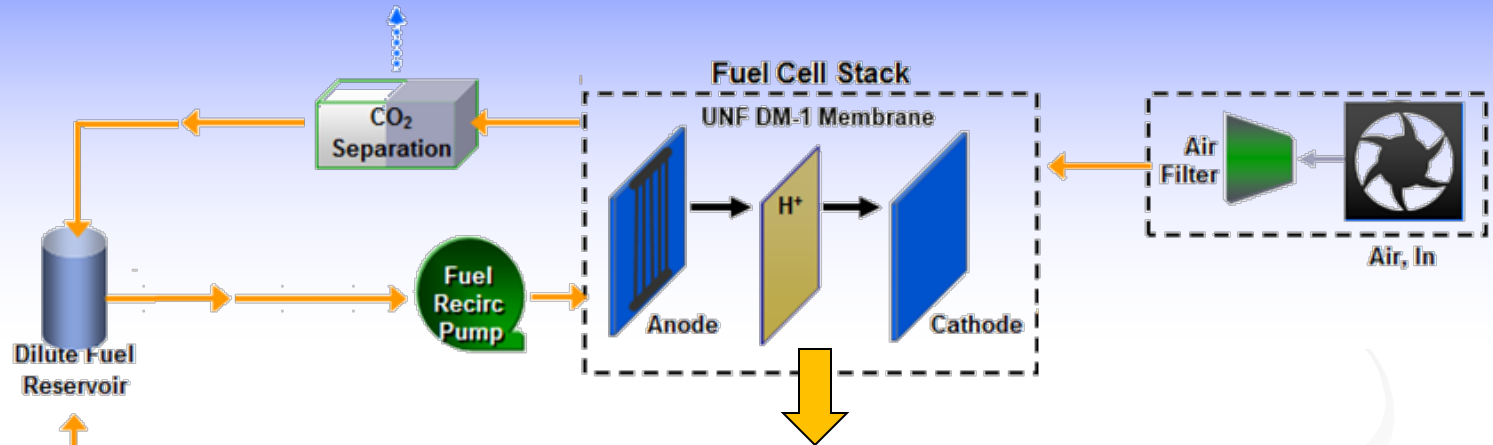 Fuel Cell Stack
UNF DM-1 Membrane
CO₂
Separation
Air
Filter
H⁺
Air, In
Fuel
Recirc
Pump
Anode
Cathode
Dilute Fuel
Reservoir